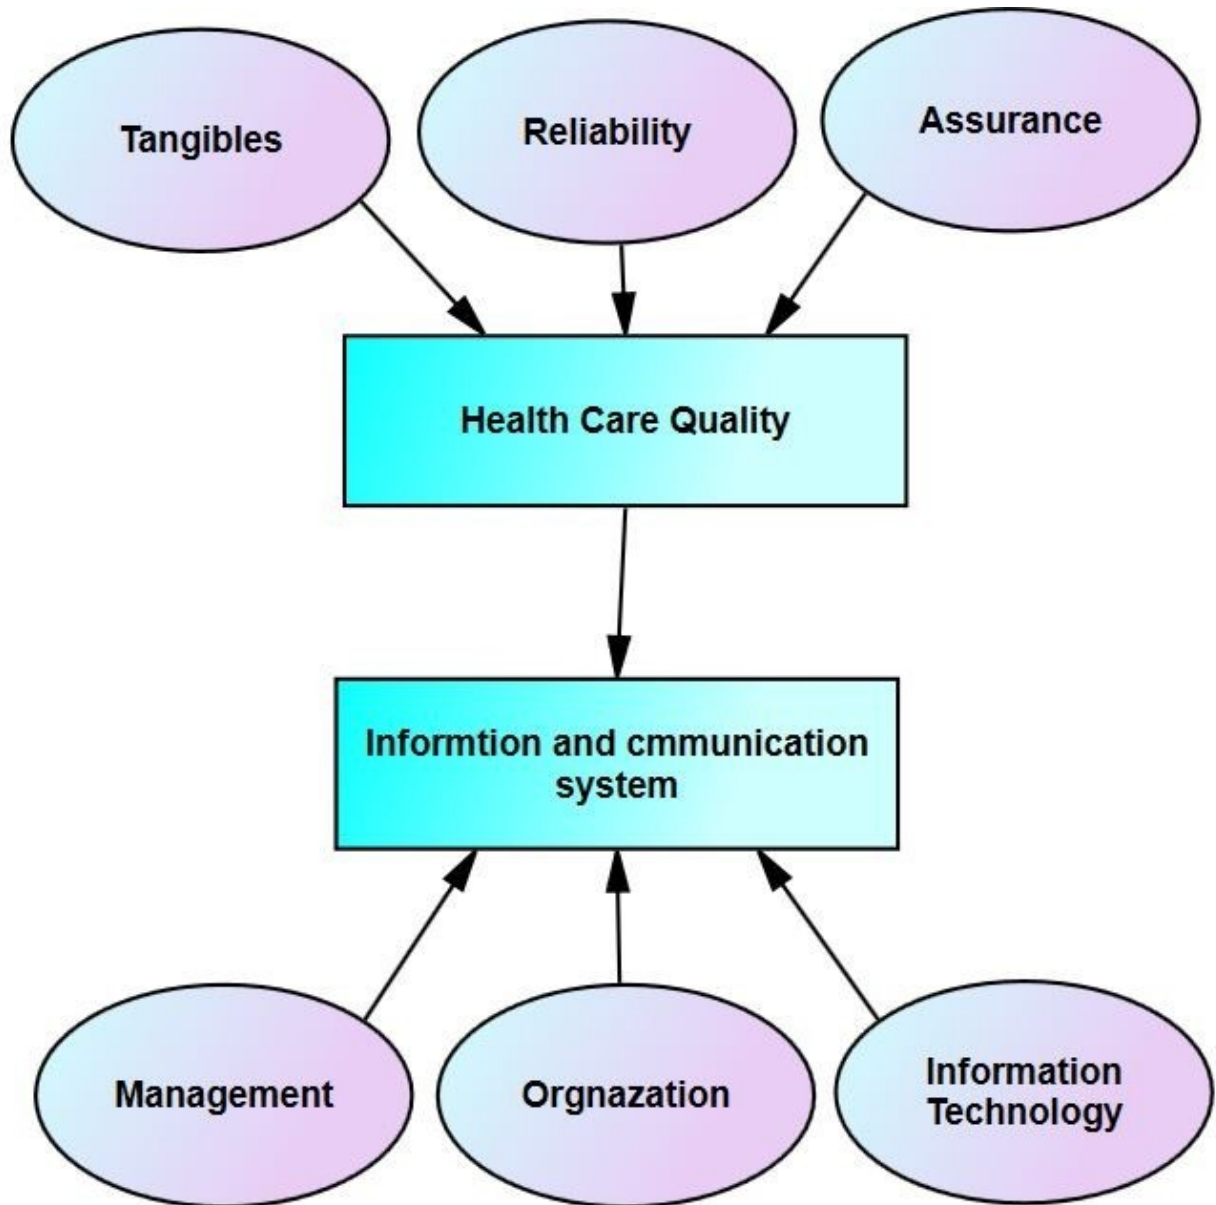 Tangibles
Reliability
Assurance
Health Care Quality
Informtion and cmmunication
system
Management
Orgnazation
Information
Technology